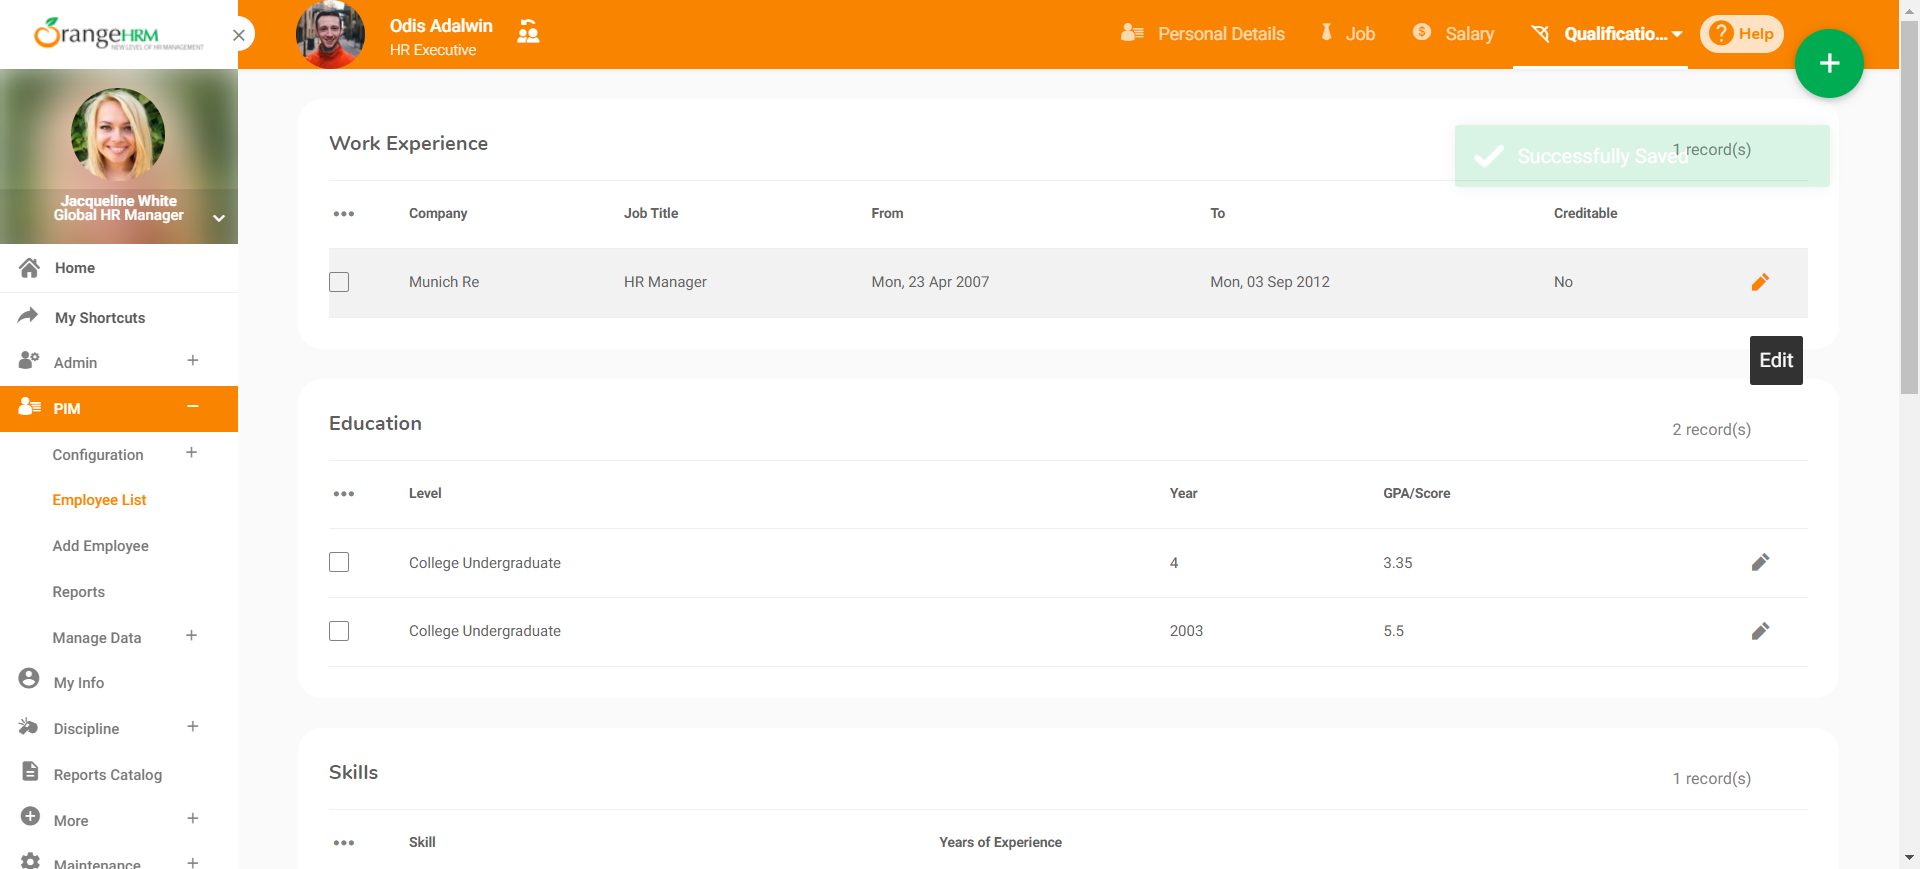 OrangeHRM
NEW LEVEL OF HR MANAGEMENT
Odis Adalwin
HR Executive
Personal Details
Job
Salary
Qualificatio...
Help
Jacqueline White
Global HR Manager
Home
My Shortcuts
Admin
PIM
Configuration
Employee List
Add Employee
Reports
Manage Data
My Info
Discipline
Reports Catalog
More
Maintenance
Work Experience
1 record(s)
Successfully Saved
Company Job Title From To Creditable
Munich Re HR Manager Mon, 23 Apr 2007 Mon, 03 Sep 2012 No
Edit
Education
2 record(s)
Level Year GPA/Score
College Undergraduate 4 3.35
College Undergraduate 2003 5.5
Skills
1 record(s)
Skill Years of Experience